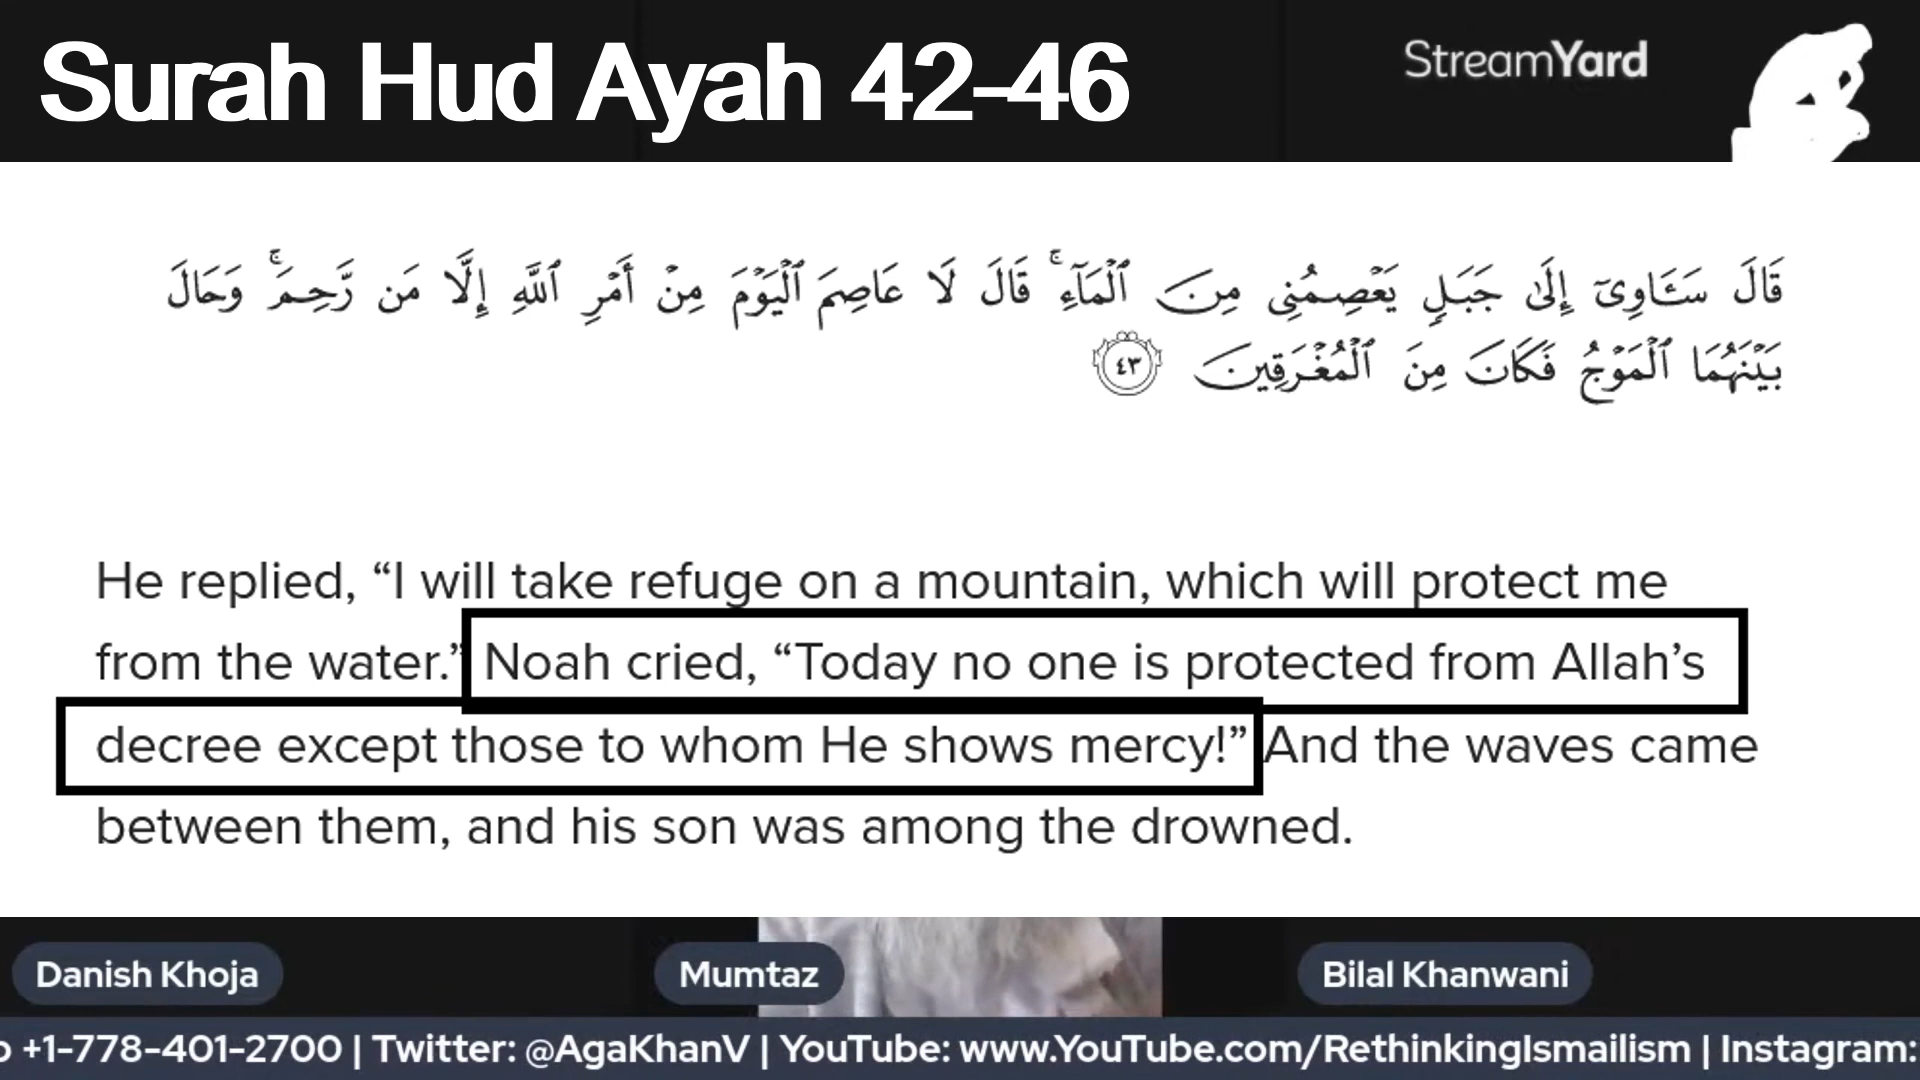 Surah Hud Ayah 42-46
StreamYard
قَالَ سَـَٔاوِىٓ إِلَىٰ جَبَلٍ يَعْصِمُنِى مِنَ ٱلْمَآءِ ۚ قَالَ لَا عَاصِمَ ٱلْيَوْمَ مِنْ أَمْرِ ٱللَّهِ إِلَّا مَن رَّحِمَ ۚ وَحَالَ
بَيْنَهُمَا ٱلْمَوْجُ فَكَانَ مِنَ ٱلْمُغْرَقِينَ ٤٣
He replied, “I will take refuge on a mountain, which will protect me
from the water.” Noah cried, “Today no one is protected from Allah’s
decree except those to whom He shows mercy!” And the waves came
between them, and his son was among the drowned.
Danish Khoja
Mumtaz
Bilal Khanwani
+1-778-401-2700 | Twitter: @AgaKhanV | YouTube: www.YouTube.com/RethinkingIsmailism | Instagram: